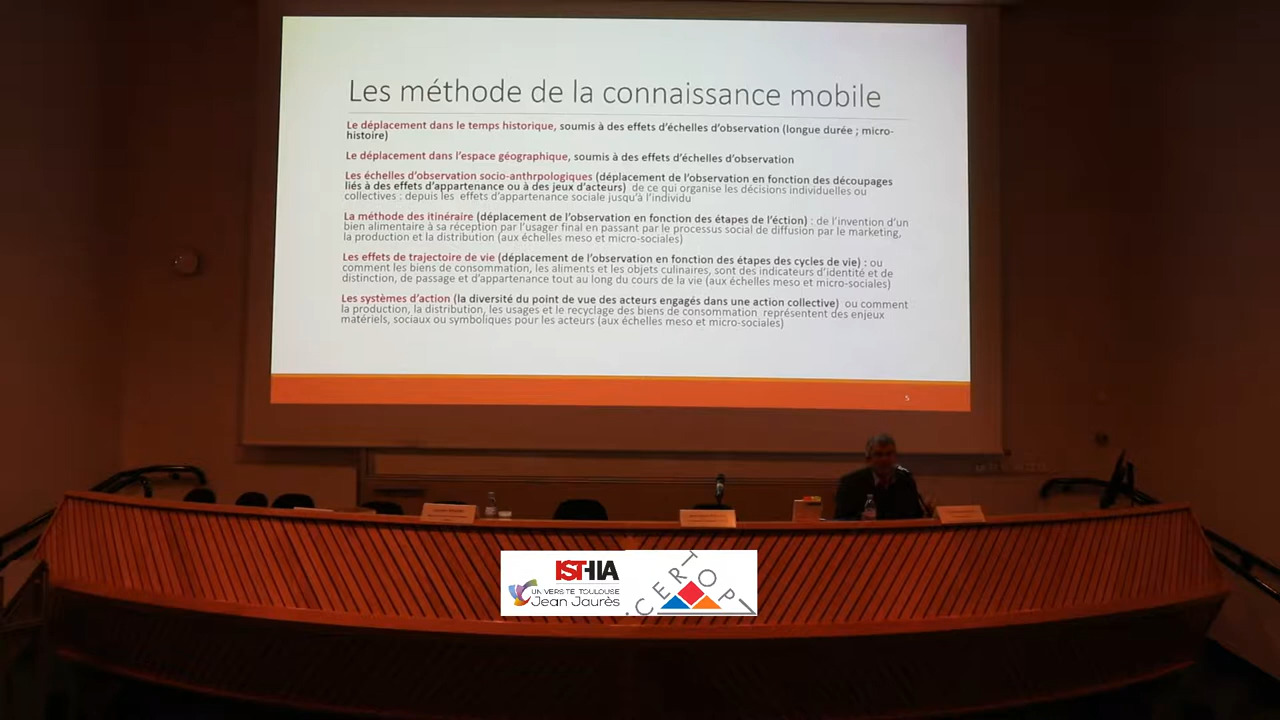 Les méthode de la connaissance mobile
Le déplacement dans le temps historique, soumis à des effets d'échelles d'observation (longue durée ; micro-
histoire)
Le déplacement dans l'espace géographique, soumis à des effets d'échelles d'observation
Les échelles d'observation socio-anthrpologiques (déplacement de l'observation en fonction des découpages
liés à des effets d'appartenance ou à des jeux d'acteurs) de ce qui organise les décisions individuelles ou
collectives : depuis les effets d'appartenance sociale jusqu'à l'individu
La méthode des itinéraire (déplacement de l'observation en fonction des étapes de l'éction) : de l'invention d'un
bien alimentaire à sa réception par l'usager final en passant par le processus social de diffusion par le marketing,
la production et la distribution (aux échelles meso et micro-sociales)
Les effets de trajectoire de vie (déplacement de l'observation en fonction des étapes des cycles de vie) : ou
comment les biens de consommation, les aliments et les objets culinaires, sont des indicateurs d'identité et de
distinction, de passage et d'appartenance tout au long du cours de la vie (aux échelles meso et micro-sociales)
Les systèmes d'action (la diversité du point de vue des acteurs engagés dans une action collective) ou comment
la production, la distribution, les usages et le recyclage des biens de consommation représentent des enjeux
matériels, sociaux ou symboliques pour les acteurs (aux échelles meso et micro-sociales)
5
ISTHIA
UNIVERSITE TOULOUSE
Jean Jaurès
CERTOP